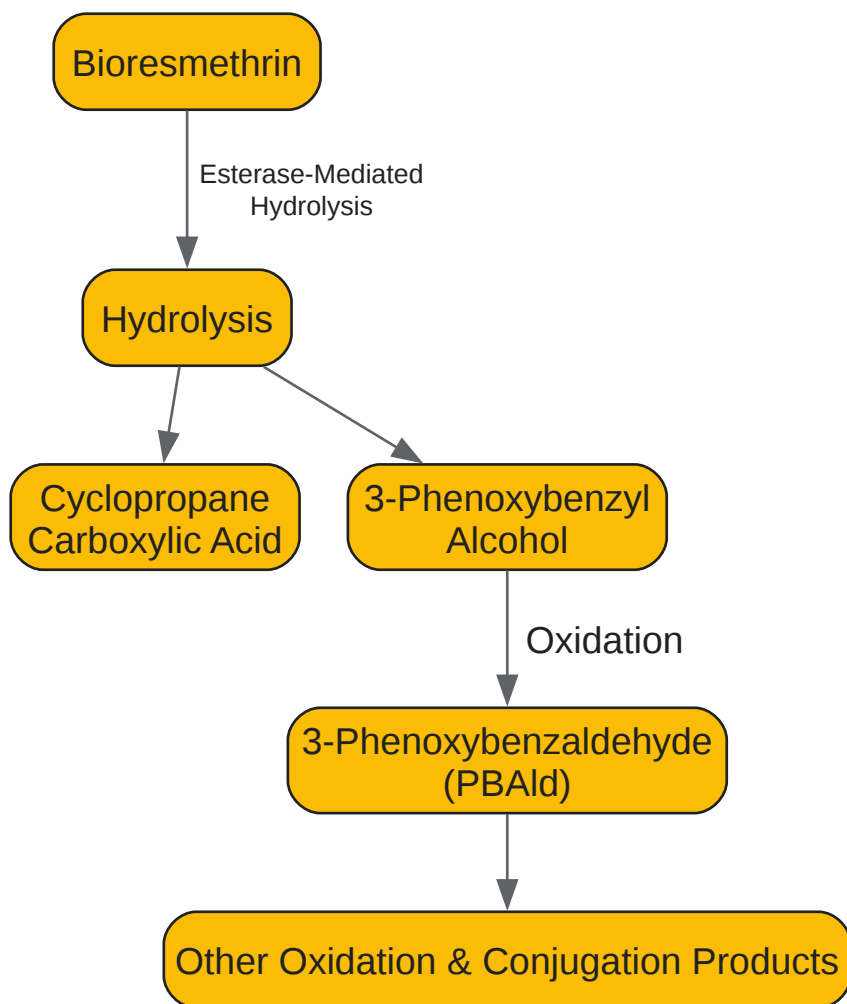 Bioresmethrin
Esterase-Mediated
Hydrolysis
Hydrolysis
Cyclopropane
Carboxylic Acid
3-Phenoxybenzyl
Alcohol
Oxidation
3-Phenoxybenzaldehyde
(PBAld)
Other Oxidation & Conjugation Products